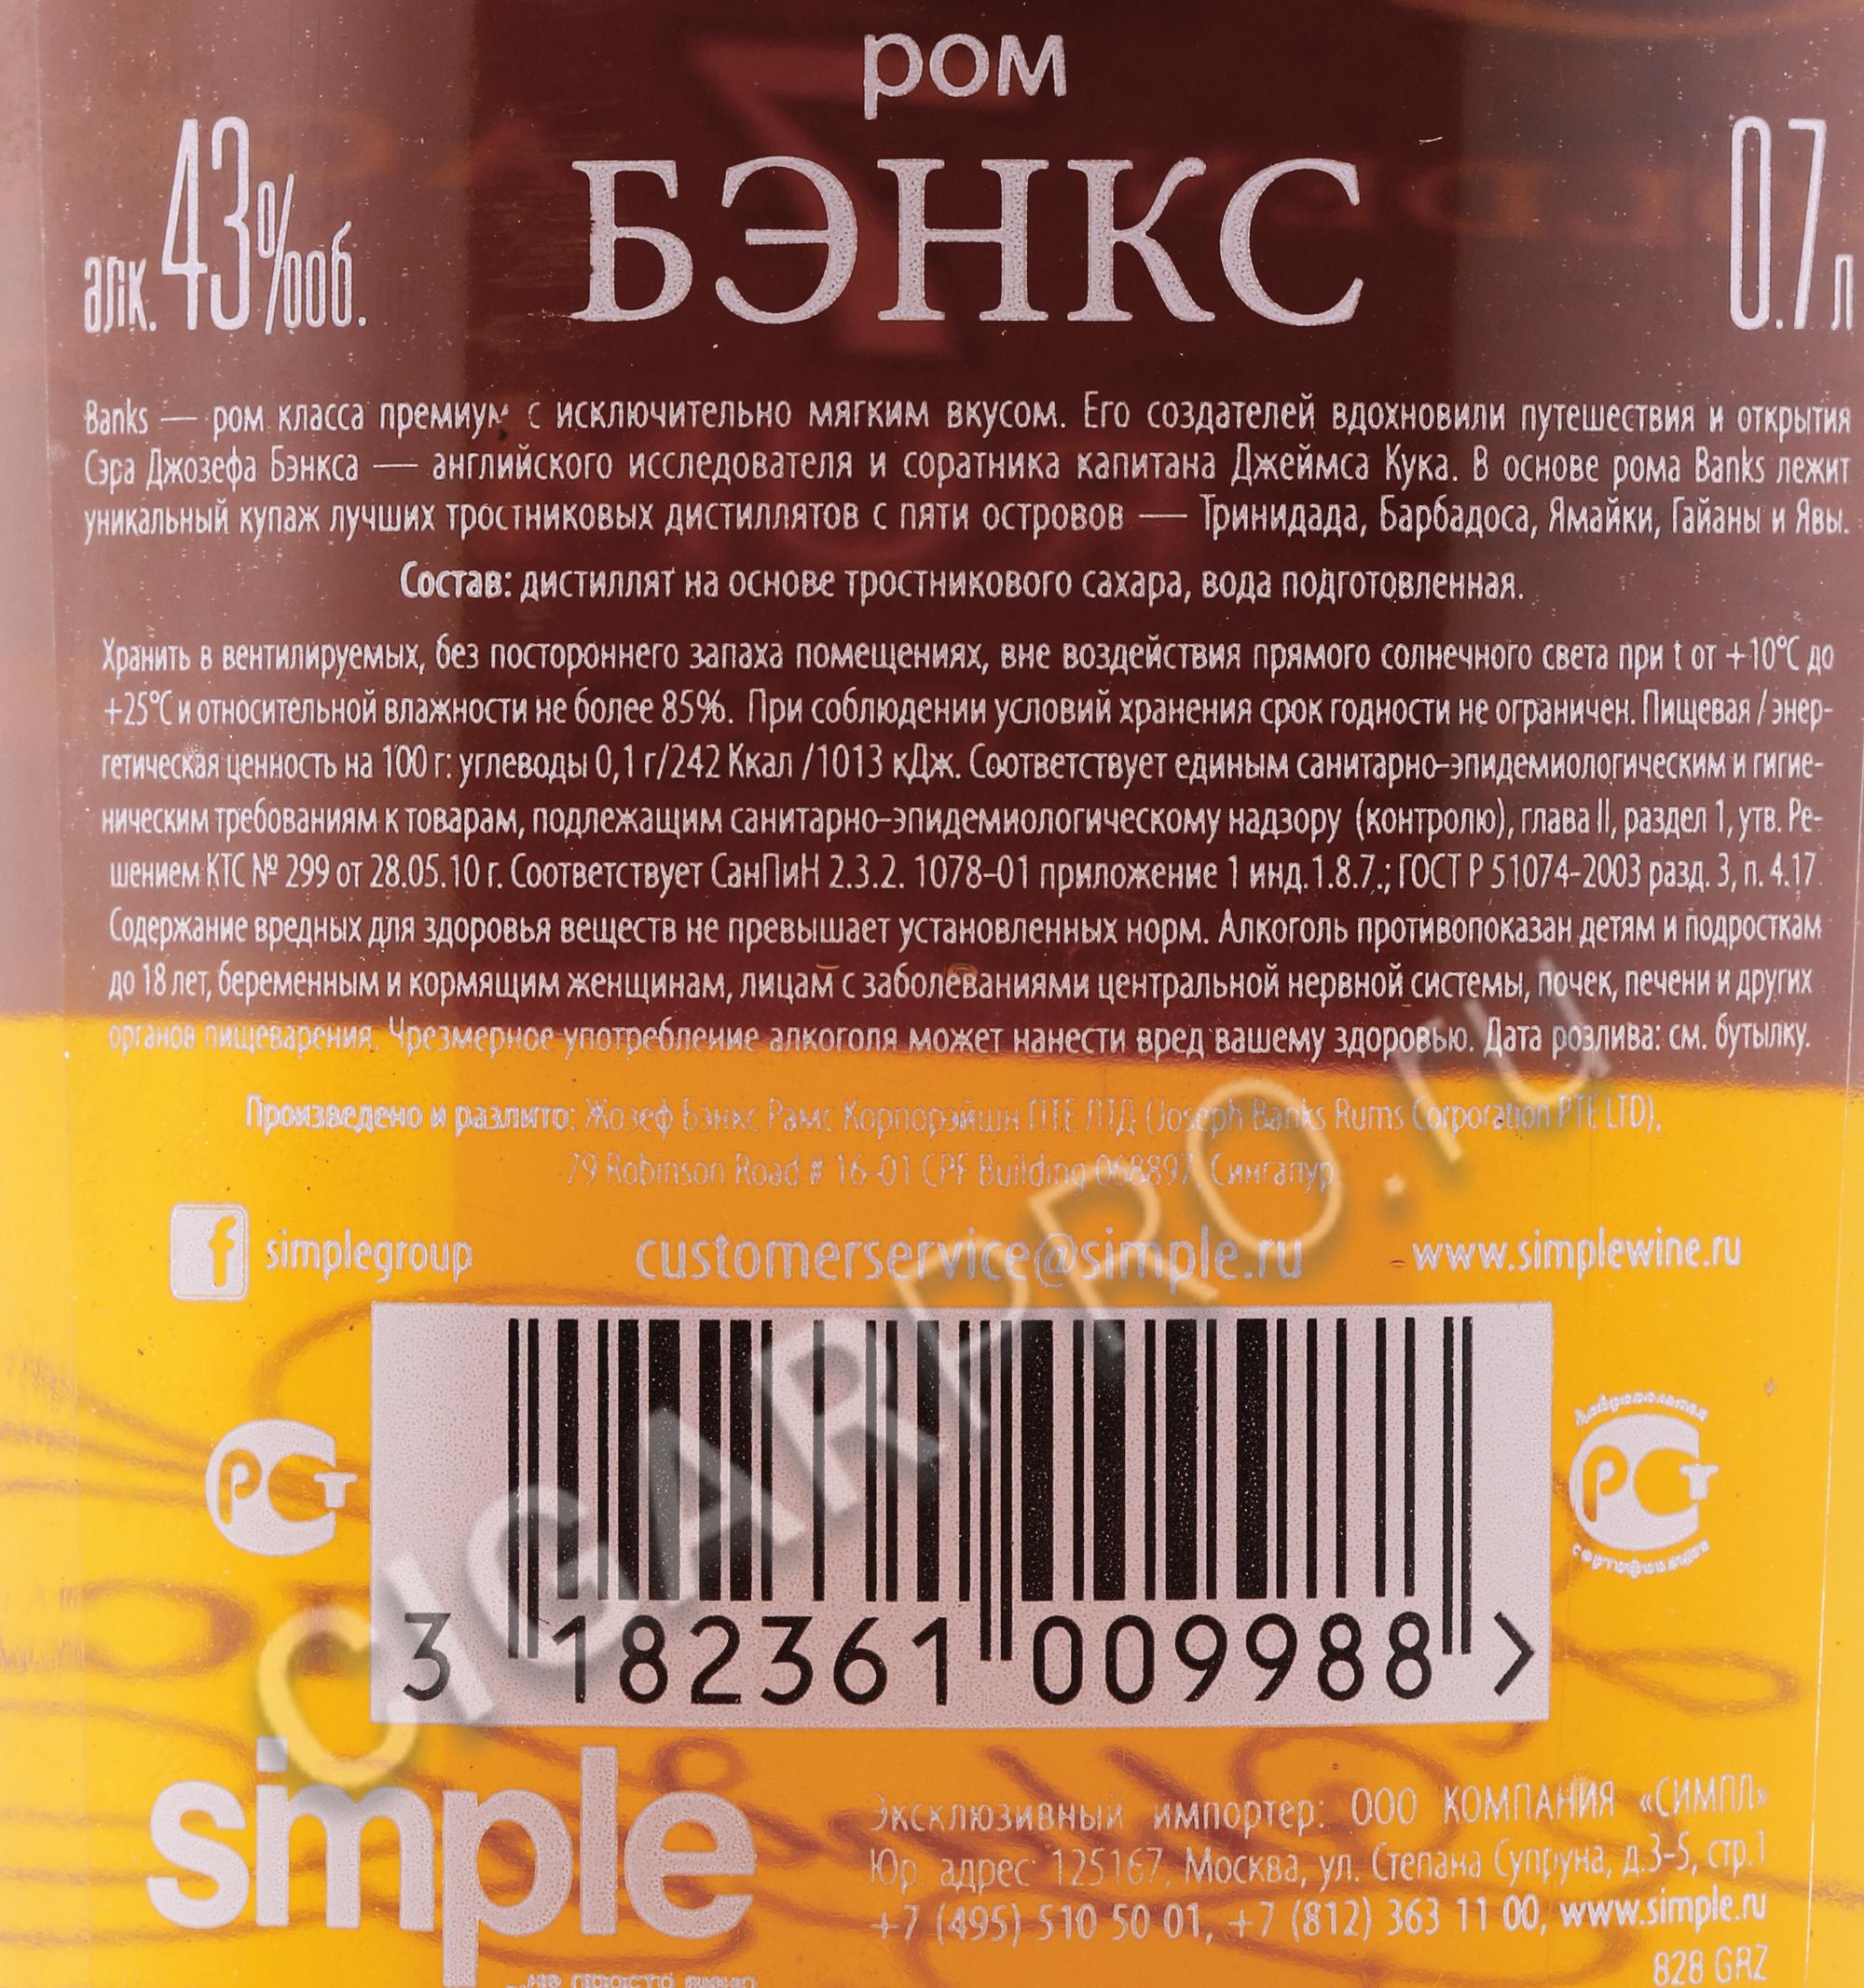 ром
алк. 43%об.
БЭНКС
0.7 л
Banks — ром класса премиум с исключительно мягким вкусом. Его создателей вдохновили путешествия и открытия
Сэра Джозефа Бэнкса — английского исследователя и соратника капитана Джеймса Кука. В основе рома Banks лежит
уникальный купаж лучших тростниковых дистиллятов с пяти островов — Тринидада, Барбадоса, Ямайки, Гайаны и Явы.
Состав: дистиллят на основе тростникового сахара, вода подготовленная.
Хранить в вентилируемых, без постороннего запаха помещениях, вне воздействия прямого солнечного света при t от +10°С до
+25°С и относительной влажности не более 85%. При соблюдении условий хранения срок годности не ограничен. Пищевая / энер-
гетическая ценность на 100 г: углеводы 0,1 г/242 Ккал /1013 кДж. Соответствует единым санитарно-эпидемиологическим и гигие-
ническим требованиям к товарам, подлежащим санитарно-эпидемиологическому надзору (контролю), глава II, раздел 1, утв. Ре-
шением КТС № 299 от 28.05.10 г. Соответствует СанПиН 2.3.2. 1078-01 приложение 1 инд.1.8.7.; ГОСТ Р 51074-2003 разд. 3, п. 4.17
Содержание вредных для здоровья веществ не превышает установленных норм. Алкоголь противопоказан детям и подросткам
до 18 лет, беременным и кормящим женщинам, лицам с заболеваниями центральной нервной системы, почек, печени и других
органов пищеварения. Чрезмерное употребление алкоголя может нанести вред вашему здоровью. Дата розлива: см. бутылку.
Произведено и разлито: Жозеф Бэнкс Рамс Корпорэйшн ПТЕ ЛТД (Joseph Banks Rums Corporation PTE LTD),
79 Robinson Road # 16-01 CPF Building 068897, Сингапур
f simplegroup
customerservice@simple.ru
www.simplewine.ru
CIGARPRO.ru
РСТ
Добровольная
РСТ
сертификация
3 182361 009988 >
simple
не просто вино
Эксклюзивный импортер: ООО КОМПАНИЯ «СИМПЛ»
Юр. адрес: 125167, Москва, ул. Степана Супруна, д.3-5, стр.1
+7 (495) 510 50 01, +7 (812) 363 11 00, www.simple.ru
828 GRZ